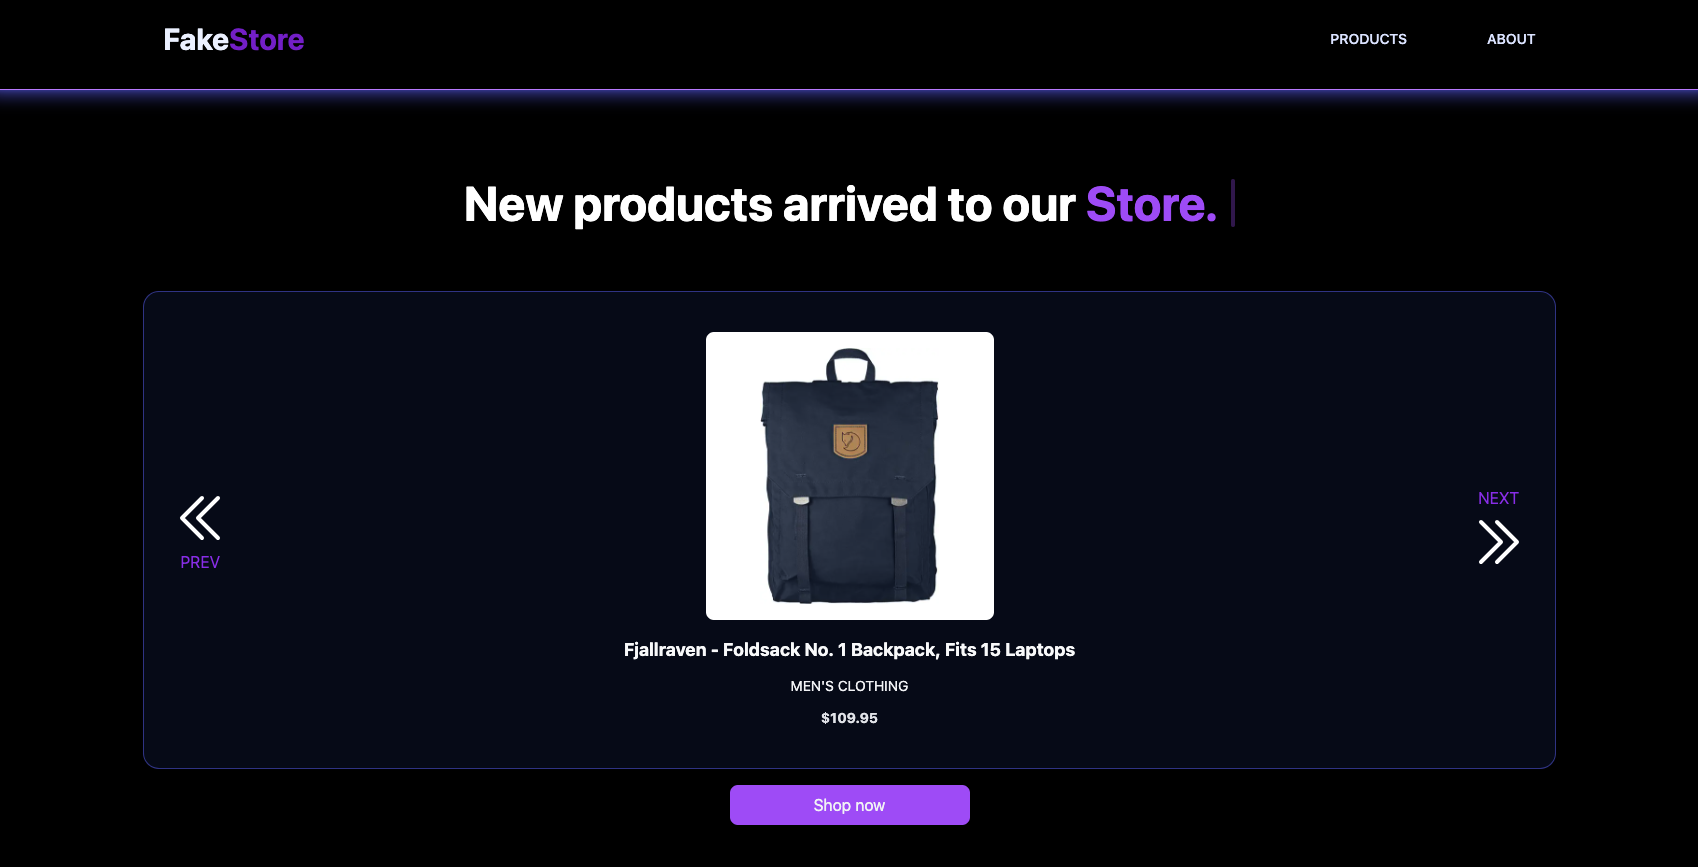 FakeStore
PRODUCTS
ABOUT
New products arrived to our Store.
PREV
NEXT
Fjallraven - Foldsack No. 1 Backpack, Fits 15 Laptops
MEN'S CLOTHING
$109.95
Shop now